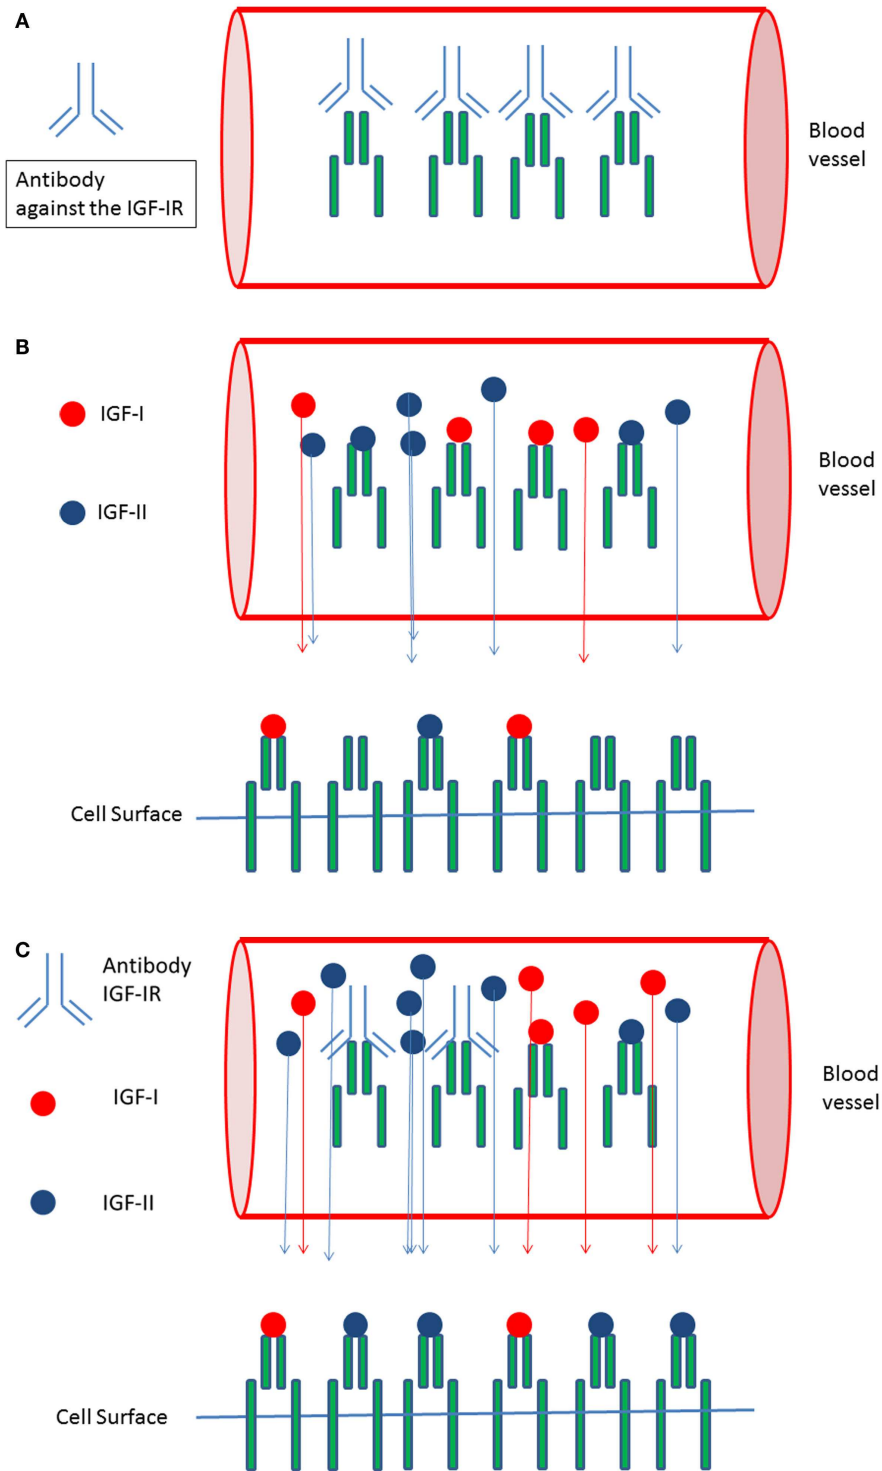 A
Antibody
against the IGF-IR
Blood
vessel
B
IGF-I
IGF-II
Blood
vessel
Cell Surface
C
Antibody
IGF-IR
IGF-I
IGF-II
Blood
vessel
Cell Surface